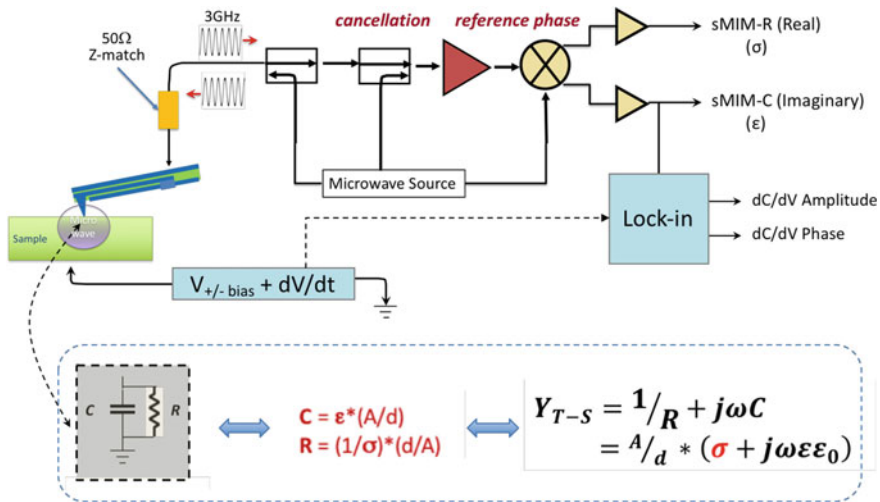 3GHz
cancellation
reference phase
50Ω
Z-match
sMIM-R (Real)
(σ)
sMIM-C (Imaginary)
(ε)
Microwave Source
Micro
wave
Sample
Lock-in
dC/dV Amplitude
dC/dV Phase
V+/- bias + dV/dt
C
R
C = ε*(A/d)
R = (1/σ)*(d/A)
Y_{T-S} = 1/R + jωC
= A/d * (σ + jωεε₀)